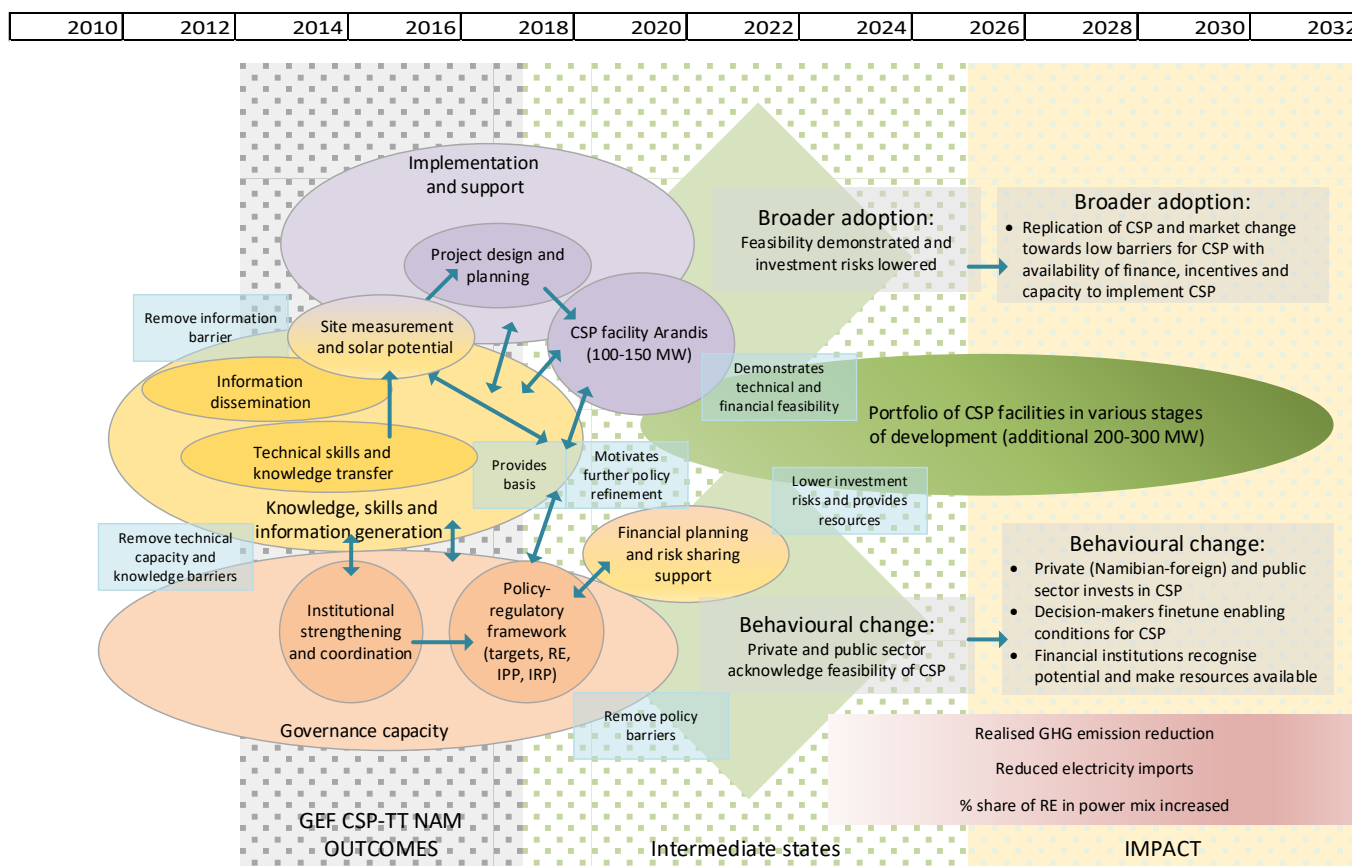 2010 2012 2014 2016 2018 2020 2022 2024 2026 2028 2030 2032
Implementation
and support
Project design and
planning
Remove information
barrier
Site measurement
and solar potential
CSP facility Arandis
(100-150 MW)
Information
dissemination
Technical skills and
knowledge transfer
Knowledge, skills and
information generation
Provides
basis
Motivates
further policy
refinement
Remove technical
capacity and
knowledge barriers
Institutional
strengthening
and coordination
Policy-
regulatory
framework
(targets, RE,
IPP, IRP)
Financial planning
and risk sharing
support
Governance capacity
Remove policy
barriers
Broader adoption:
Feasibility demonstrated and
investment risks lowered
Broader adoption:
• Replication of CSP and market change
towards low barriers for CSP with
availability of finance, incentives and
capacity to implement CSP
Demonstrates
technical and
financial feasibility
Portfolio of CSP facilities in various stages
of development (additional 200-300 MW)
Lower investment
risks and provides
resources
Behavioural change:
Private and public sector
acknowledge feasibility of CSP
Behavioural change:
• Private (Namibian-foreign) and public
sector invests in CSP
• Decision-makers finetune enabling
conditions for CSP
• Financial institutions recognise
potential and make resources available
Realised GHG emission reduction
Reduced electricity imports
% share of RE in power mix increased
GEF CSP-TT NAM
OUTCOMES
Intermediate states
IMPACT